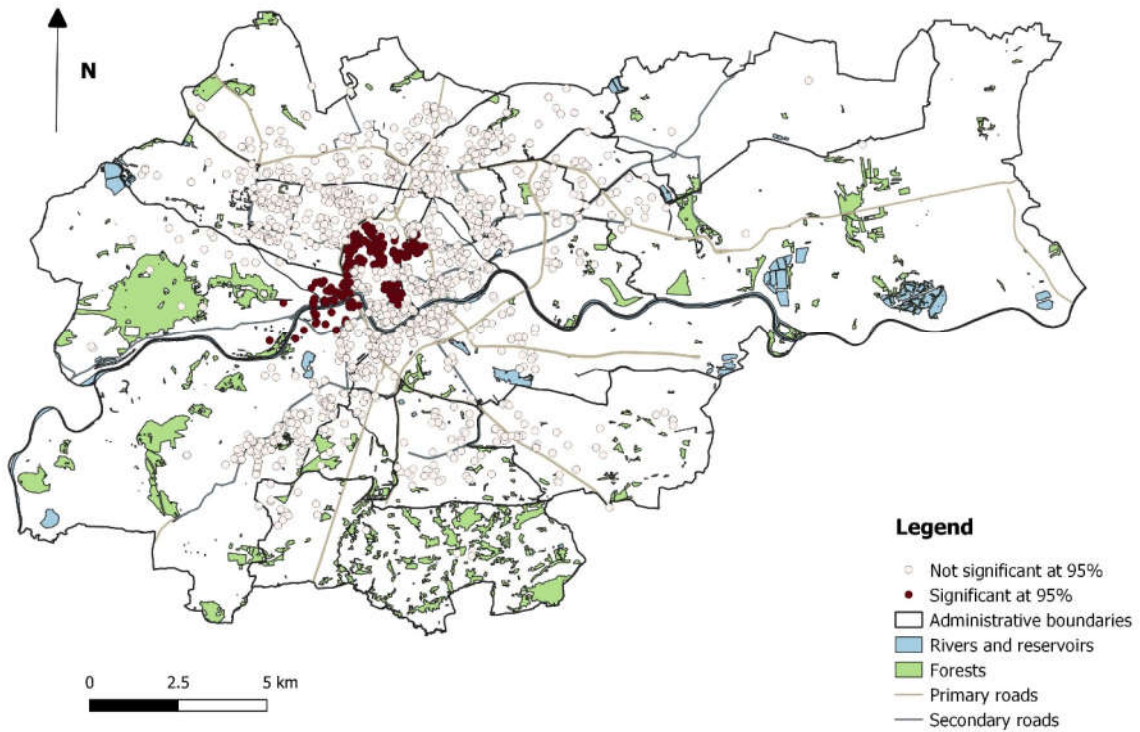 N
Legend
Not significant at 95%
Significant at 95%
Administrative boundaries
Rivers and reservoirs
Forests
Primary roads
Secondary roads
0 2.5 5 km